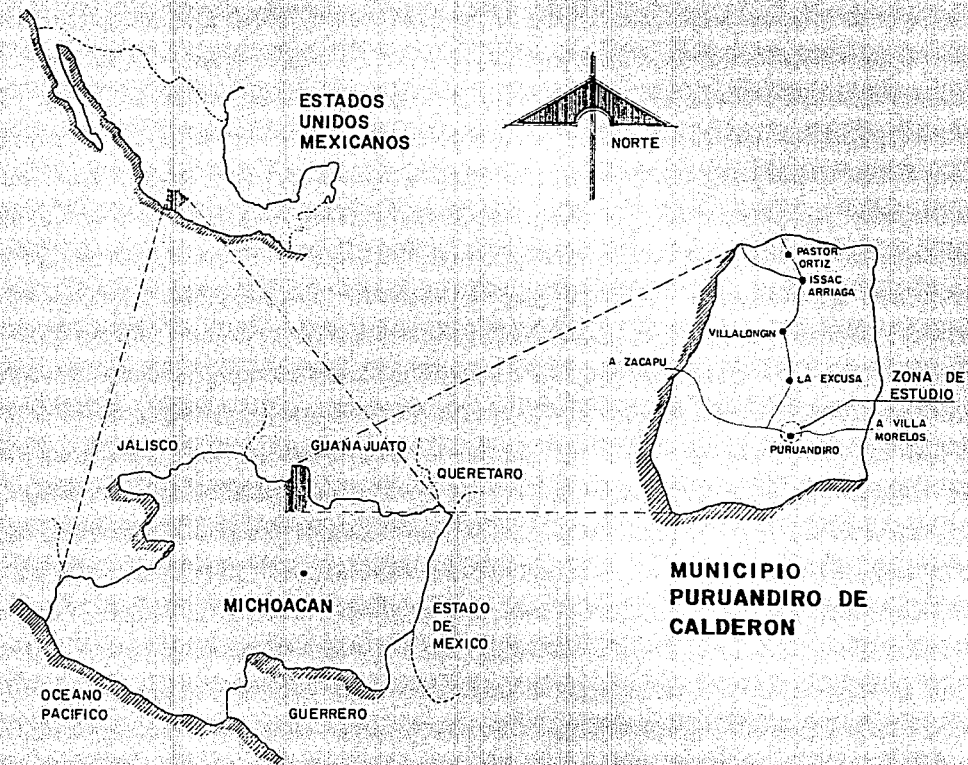 ESTADOS
UNIDOS
MEXICANOS
NORTE
PASTOR
ORTIZ
ISSAC
ARRIAGA
VILLALONGIN
A ZACAPU
LA EXCUSA
ZONA DE
ESTUDIO
A VILLA
MORELOS
PURUANDIRO
JALISCO
GUANAJUATO
QUERETARO
MICHOACAN
ESTADO
DE
MEXICO
OCEANO
PACIFICO
GUERRERO
MUNICIPIO
PURUANDIRO DE
CALDERON